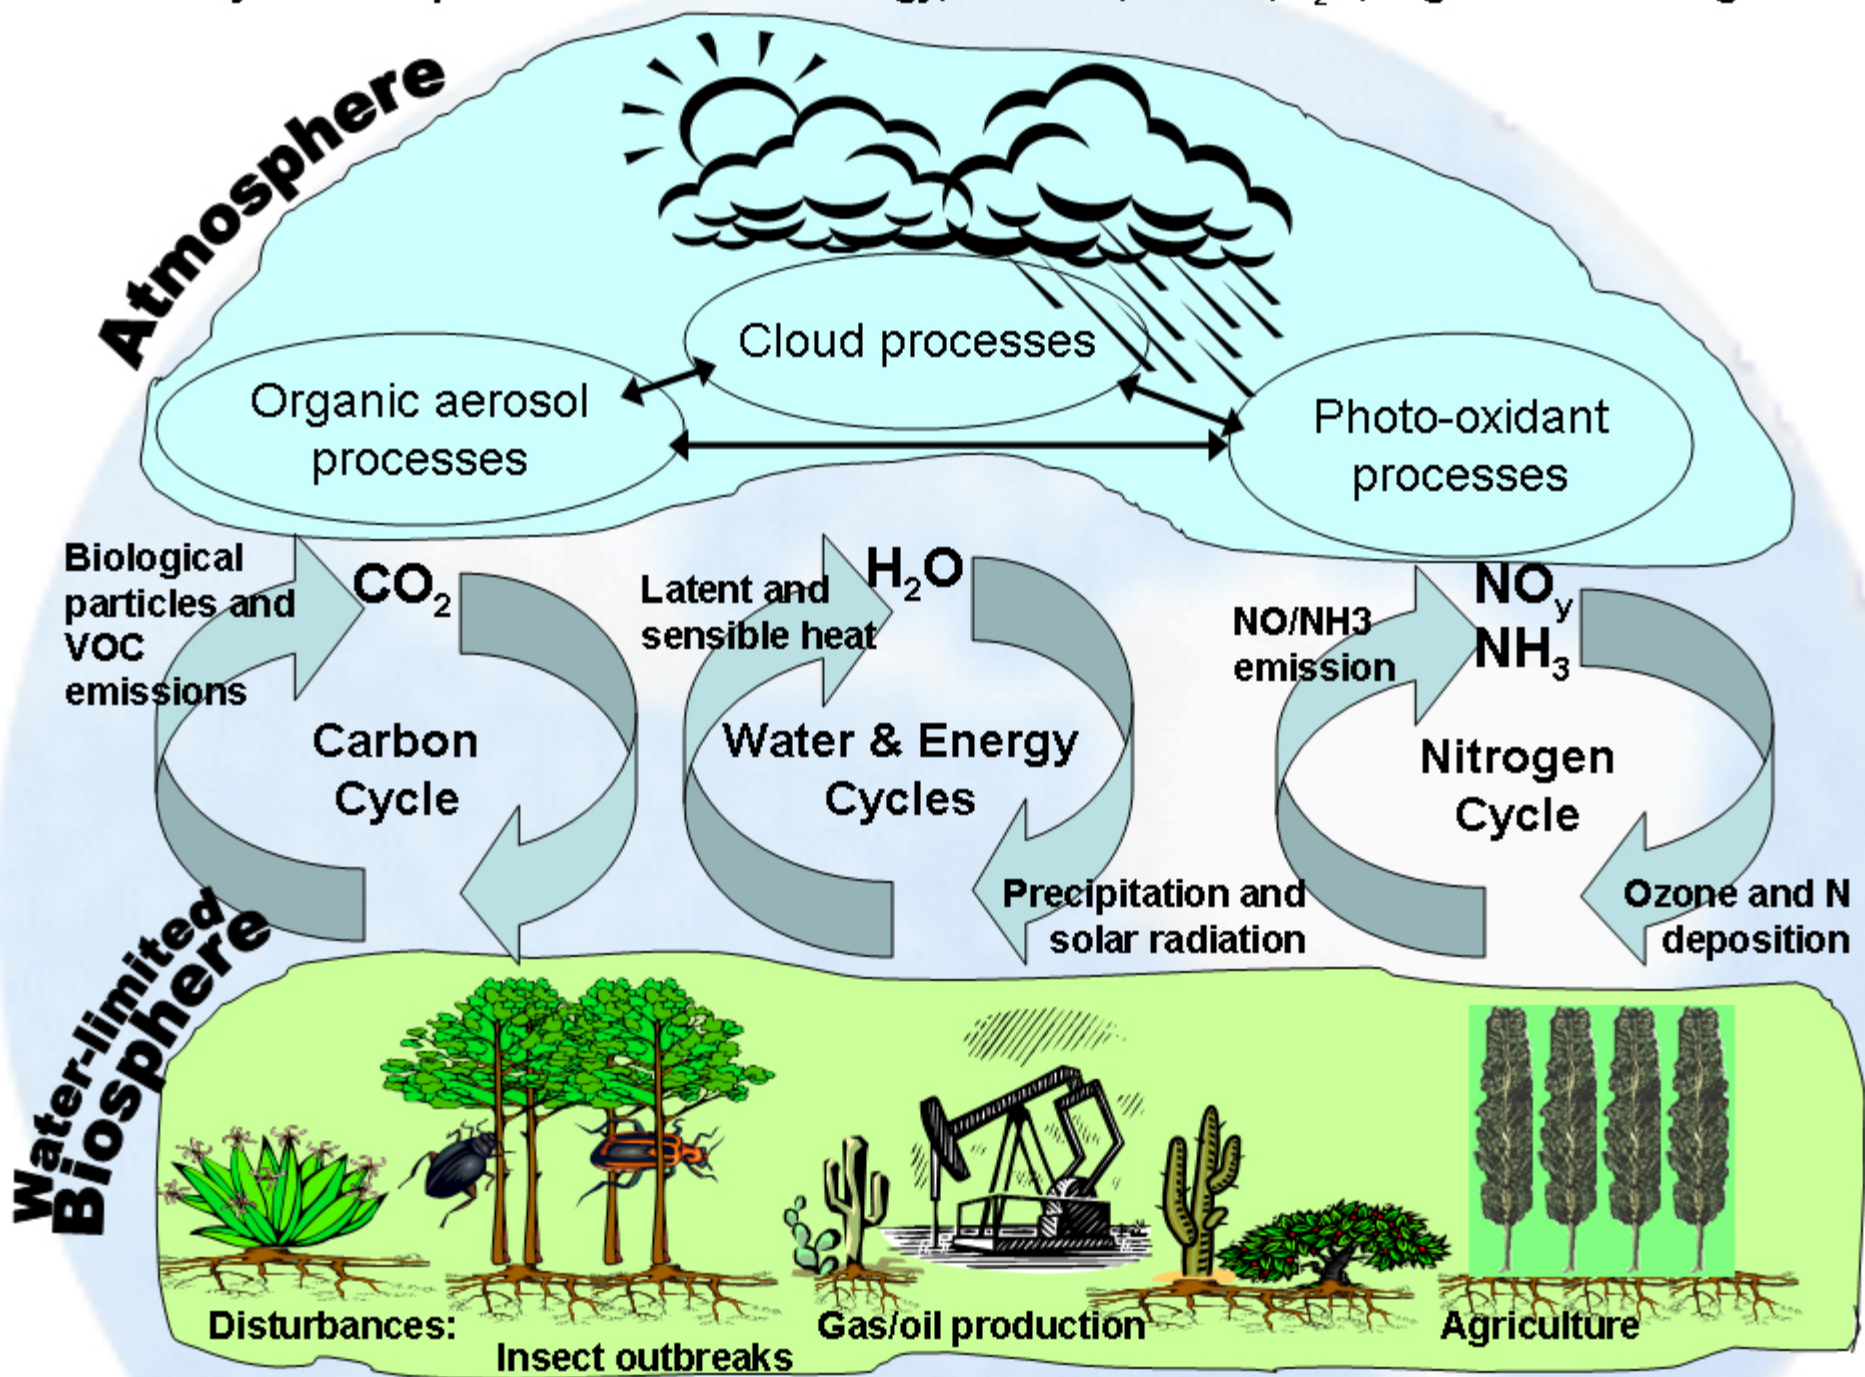 Atmosphere
Cloud processes
Organic aerosol
processes
Photo-oxidant
processes
Biological
particles and
VOC
emissions
CO₂
Latent and
sensible heat
H₂O
NO/NH3
emission
NOᵧ
NH₃
Carbon
Cycle
Water & Energy
Cycles
Nitrogen
Cycle
Precipitation and
solar radiation
Ozone and N
deposition
Water-limited
Biosphere
Disturbances:
Insect outbreaks
Gas/oil production
Agriculture